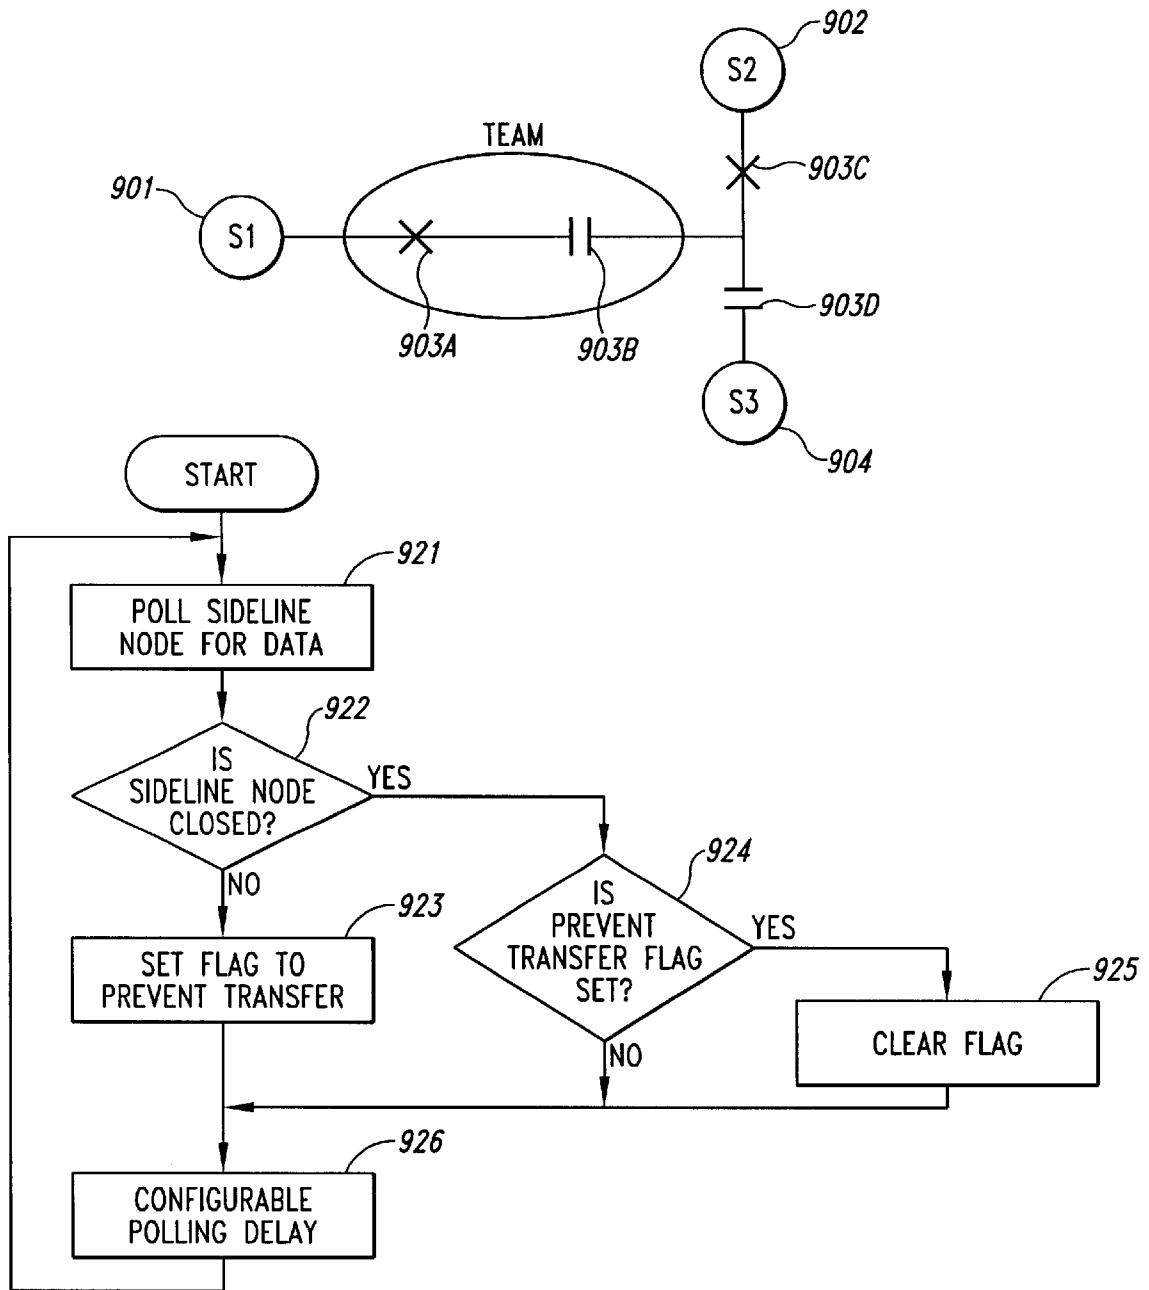 902
S2
TEAM
903C
901
S1
903A
903B
903D
S3
904
START
921
POLL SIDELINE
NODE FOR DATA
922
IS
SIDELINE NODE
CLOSED?
YES
NO
924
IS
PREVENT
TRANSFER FLAG
SET?
YES
NO
923
SET FLAG TO
PREVENT TRANSFER
925
CLEAR FLAG
926
CONFIGURABLE
POLLING DELAY